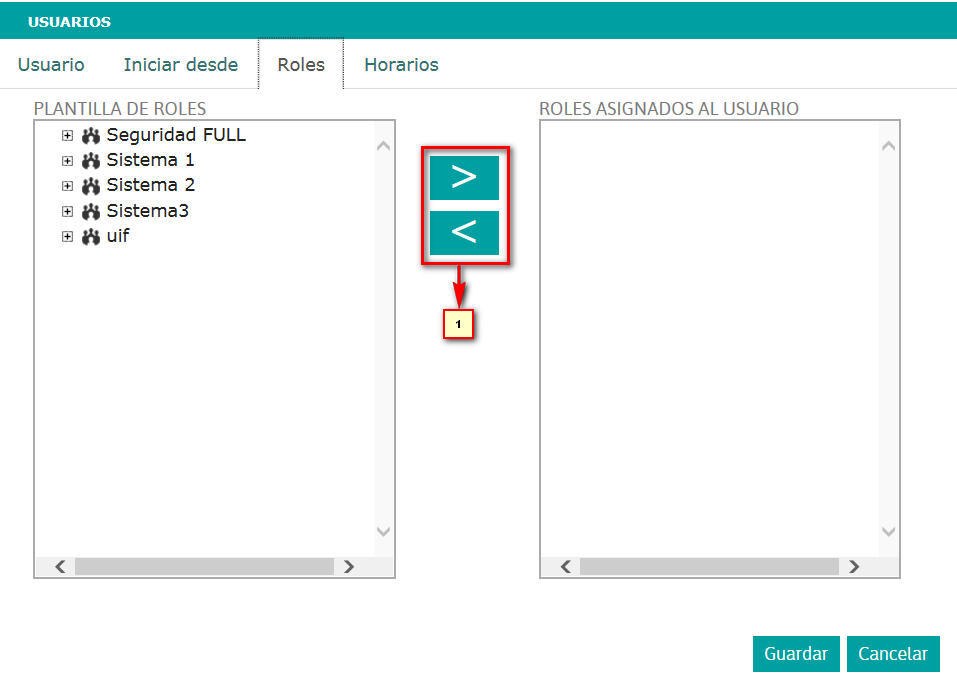 USUARIOS
Usuario Iniciar desde Roles Horarios
PLANTILLA DE ROLES
Seguridad FULL
Sistema 1
Sistema 2
Sistema3
uif
>
<
1
ROLES ASIGNADOS AL USUARIO
Guardar Cancelar